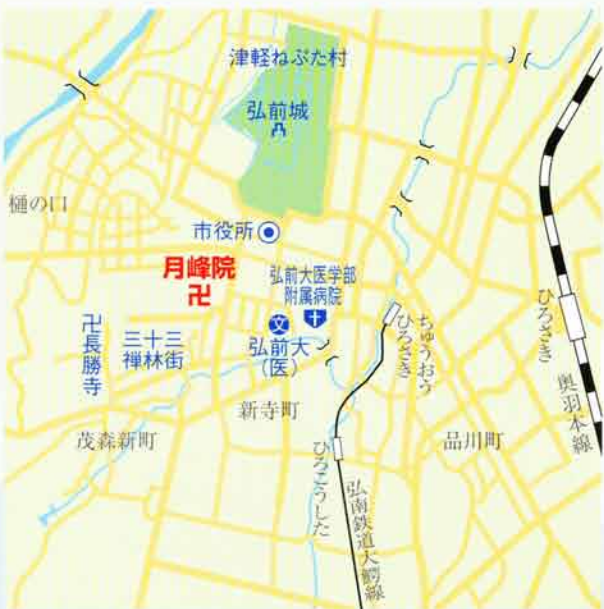 津軽ねぷた村
弘前城
樋の口
市役所
月峰院
卍
弘前大医学部
附属病院
文
弘前大
(医)
卍長勝寺
三十三
禅林街
新寺町
茂森新町
ちゅうおう
ひろさき
ひろさき
奥羽本線
品川町
ひろこうした
弘南鉄道大鰐線